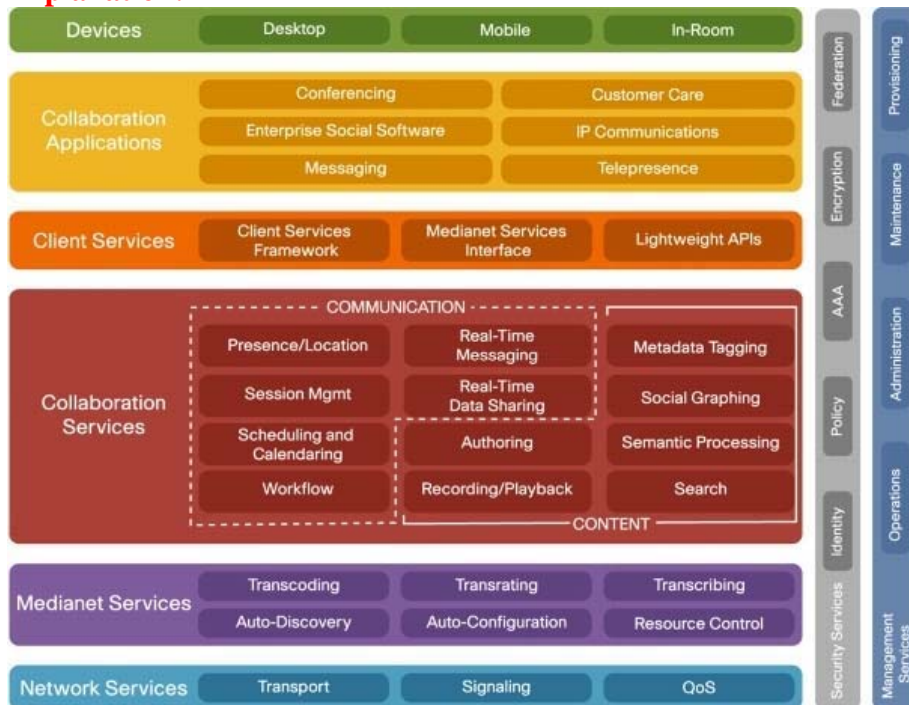 Devices
Desktop
Mobile
In-Room
Collaboration
Applications
Conferencing
Customer Care
Enterprise Social Software
IP Communications
Messaging
Telepresence
Client Services
Client Services
Framework
Medianet Services
Interface
Lightweight APIs
Collaboration
Services
COMMUNICATION
Presence/Location
Real-Time
Messaging
Metadata Tagging
Session Mgmt
Real-Time
Data Sharing
Social Graphing
Scheduling and
Calendaring
Authoring
Semantic Processing
Workflow
Recording/Playback
Search
CONTENT
Medianet Services
Transcoding
Transrating
Transcribing
Auto-Discovery
Auto-Configuration
Resource Control
Network Services
Transport
Signaling
QoS
Federation
Encryption
AAA
Policy
Identity
Security Services
Provisioning
Maintenance
Administration
Operations
Management
Services